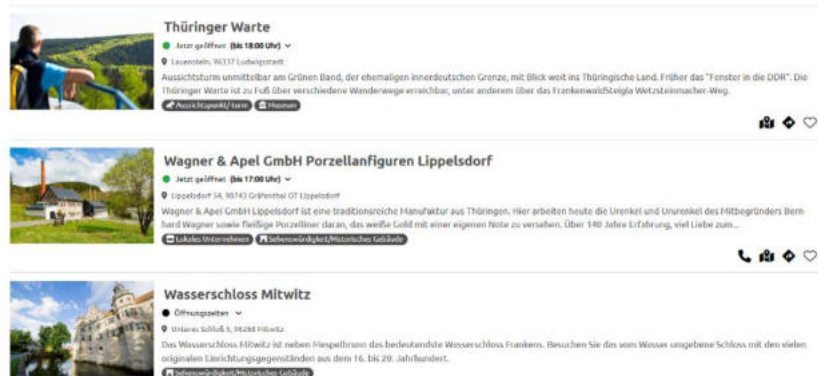 Thüringer Warte
Jetzt geöffnet (bis 18:00 Uhr)
Lauenstein, 96337 Ludwigsstadt
Aussichtsturm unmittelbar am Grünen Band, der ehemaligen innerdeutschen Grenze, mit Blick weit ins Thüringische Land. Früher das "Fenster in die DDR". Die
Thüringer Warte ist zu Fuß über verschiedene Wanderwege erreichbar, unter anderem über das FrankenwaldSteigla Wetzsteinmacher-Weg.
Aussichtspunkt/-turm Museum
Wagner & Apel GmbH Porzellanfiguren Lippelsdorf
Jetzt geöffnet (bis 17:00 Uhr)
Lippelsdorf 54, 98743 Gräfenthal OT Lippelsdorf
Wagner & Apel GmbH Lippelsdorf ist eine traditionsreiche Manufaktur aus Thüringen. Hier arbeiten heute die Urenkel und Ururenkel des Mitbegründers Bern-
hard Wagner sowie fleißige Porzelliner daran, das weiße Gold mit einer eigenen Note zu versehen. Über 140 Jahre Erfahrung, viel Liebe zum...
Lokales Unternehmen Sehenswürdigkeit/Historisches Gebäude
Wasserschloss Mitwitz
Öffnungszeiten
Unteres Schloß 5, 96268 Mitwitz
Das Wasserschloss Mitwitz ist neben Mespelbrunn das bedeutendste Wasserschloss Frankens. Besuchen Sie das vom Wasser umgebene Schloss mit den vielen
originalen Einrichtungsgegenständen aus dem 16. bis 20. Jahrhundert.
Sehenswürdigkeit/Historisches Gebäude